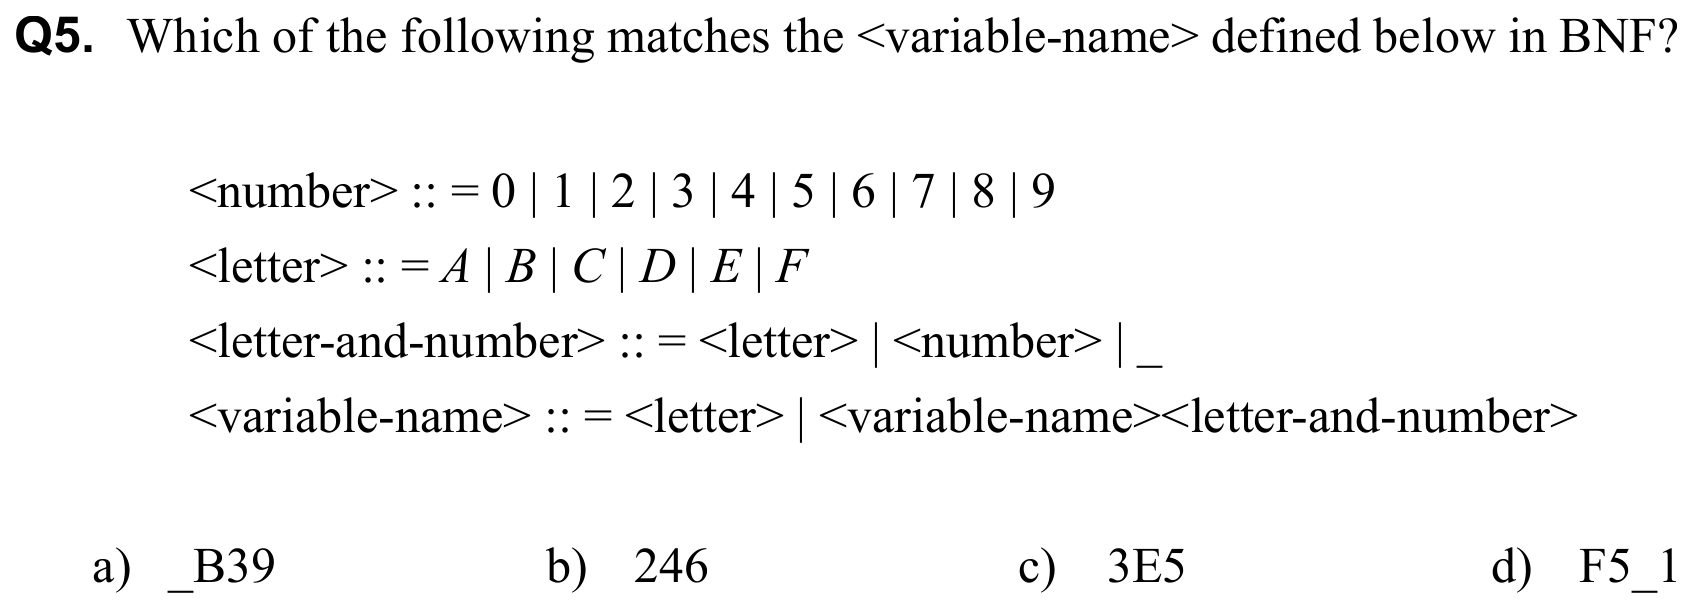 Q5. Which of the following matches the <variable-name> defined below in BNF?
<number> :: = 0 | 1 | 2 | 3 | 4 | 5 | 6 | 7 | 8 | 9
<letter> :: = A | B | C | D | E | F
<letter-and-number> :: = <letter> | <number> | _
<variable-name> :: = <letter> | <variable-name><letter-and-number>
a) _B39 b) 246 c) 3E5 d) F5_1